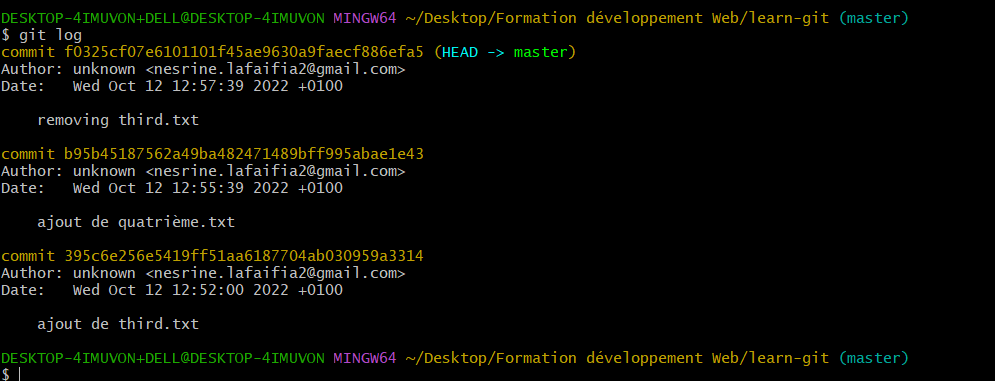 DESKTOP-4IMUVON+DELL@DESKTOP-4IMUVON MINGW64 ~/Desktop/Formation développement Web/learn-git (master)
$ git log
commit f0325cf07e6101101f45ae9630a9faecf886efa5 (HEAD -> master)
Author: unknown <nesrine.lafaifia2@gmail.com>
Date:   Wed Oct 12 12:57:39 2022 +0100
    removing third.txt
commit b95b45187562a49ba482471489bff995abae1e43
Author: unknown <nesrine.lafaifia2@gmail.com>
Date:   Wed Oct 12 12:55:39 2022 +0100
    ajout de quatrième.txt
commit 395c6e256e5419ff51aa6187704ab030959a3314
Author: unknown <nesrine.lafaifia2@gmail.com>
Date:   Wed Oct 12 12:52:00 2022 +0100
    ajout de third.txt
DESKTOP-4IMUVON+DELL@DESKTOP-4IMUVON MINGW64 ~/Desktop/Formation développement Web/learn-git (master)
$